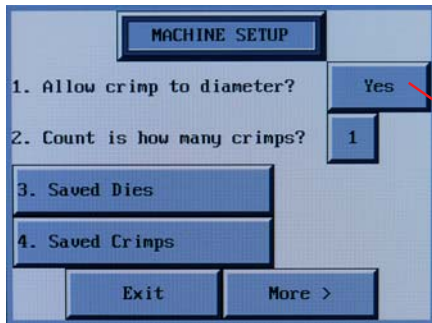 MACHINE SETUP
1. Allow crimp to diameter? Yes
2. Count is how many crimps? 1
3. Saved Dies
4. Saved Crimps
Exit More >